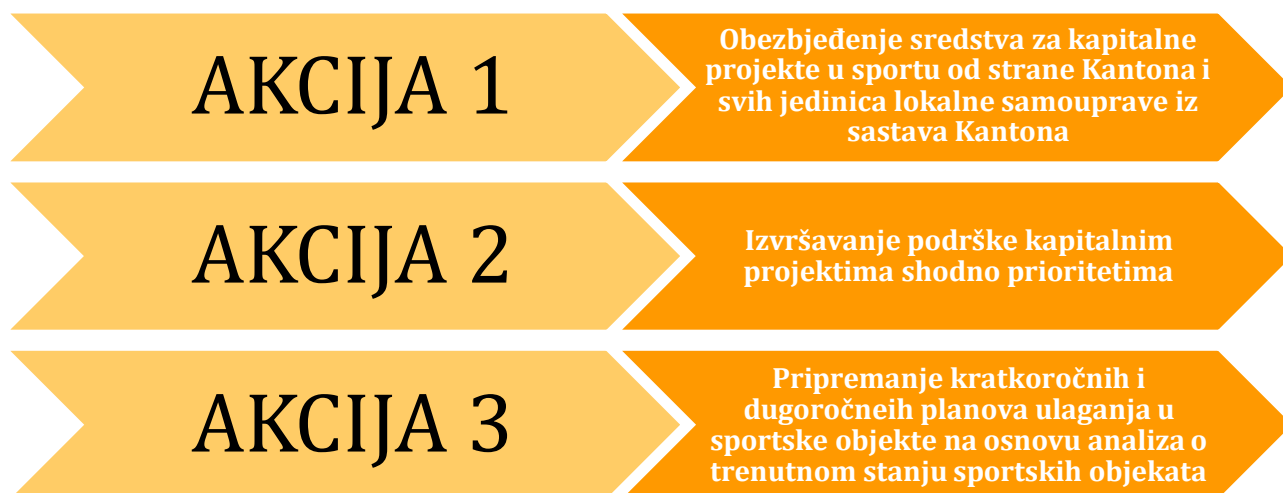 AKCIJA 1
Obezbjeđenje sredstva za kapitalne
projekte u sportu od strane Kantona i
svih jedinica lokalne samouprave iz
sastava Kantona
AKCIJA 2
Izvršavanje podrške kapitalnim
projektima shodno prioritetima
AKCIJA 3
Pripremanje kratkoročnih i
dugoročneih planova ulaganja u
sportske objekte na osnovu analiza o
trenutnom stanju sportskih objekata